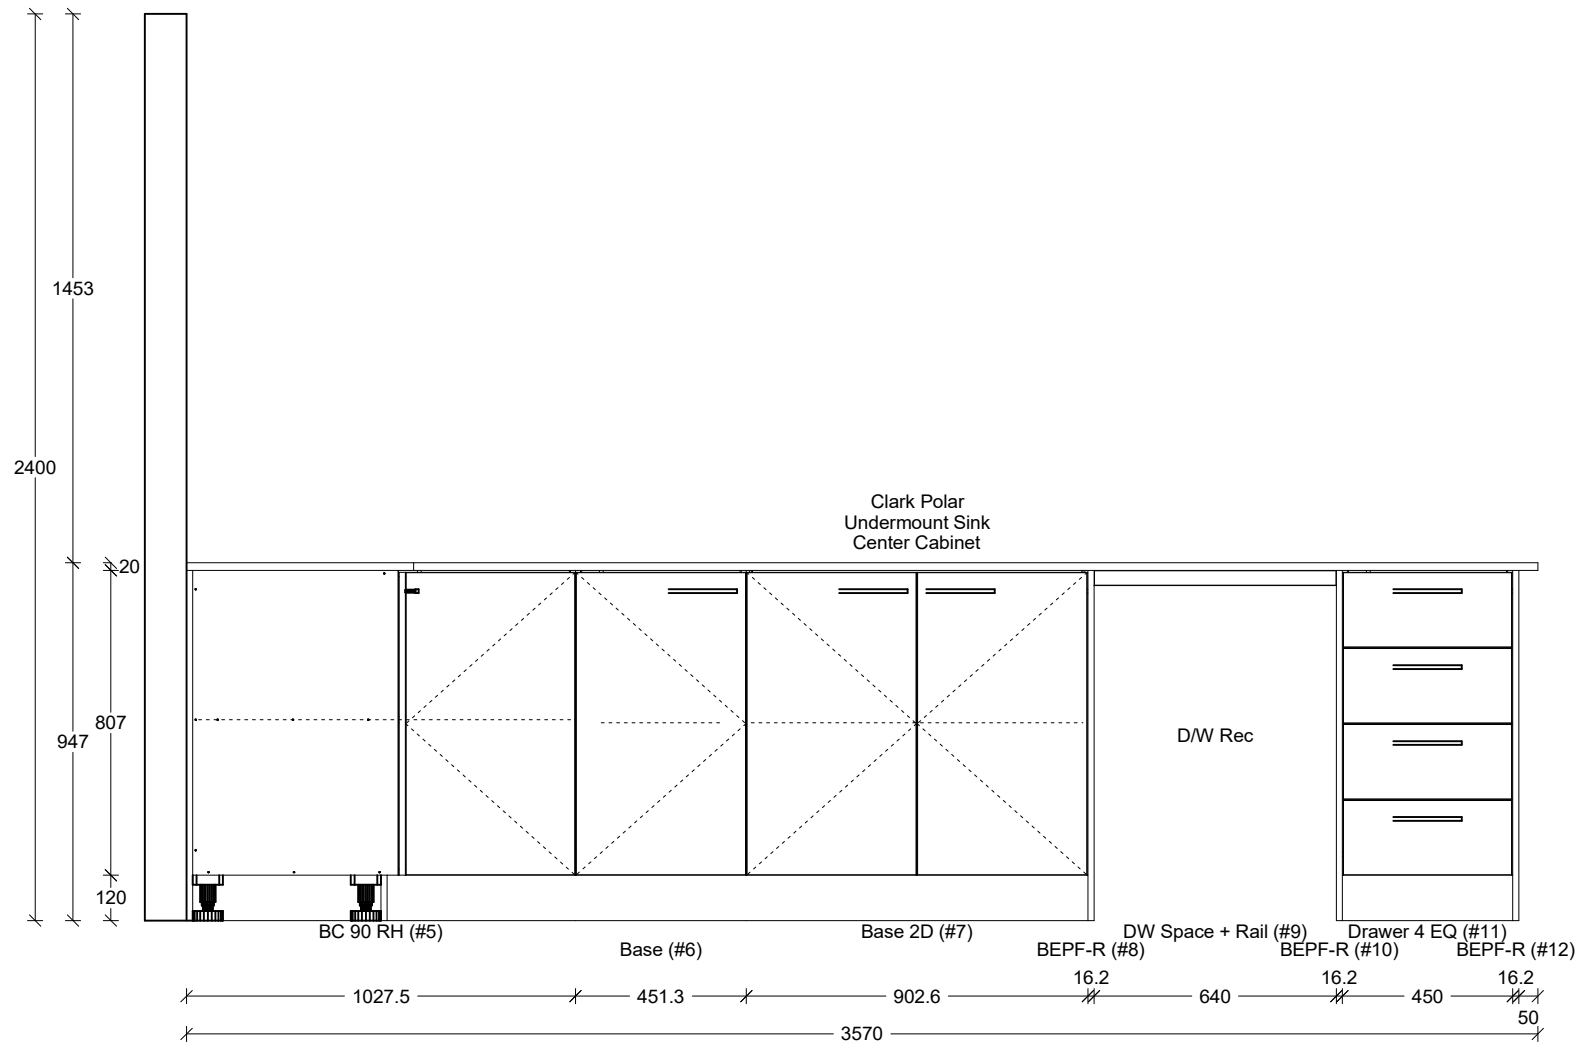 1453
2400
Clark Polar
Undermount Sink
Center Cabinet
20
807
947
D/W Rec
120
BC 90 RH (#5)
Base (#6)
Base 2D (#7)
BEPF-R (#8)
DW Space + Rail (#9)
BEPF-R (#10)
Drawer 4 EQ (#11)
BEPF-R (#12)
1027.5
451.3
902.6
16.2
640
16.2
450
16.2
50
3570